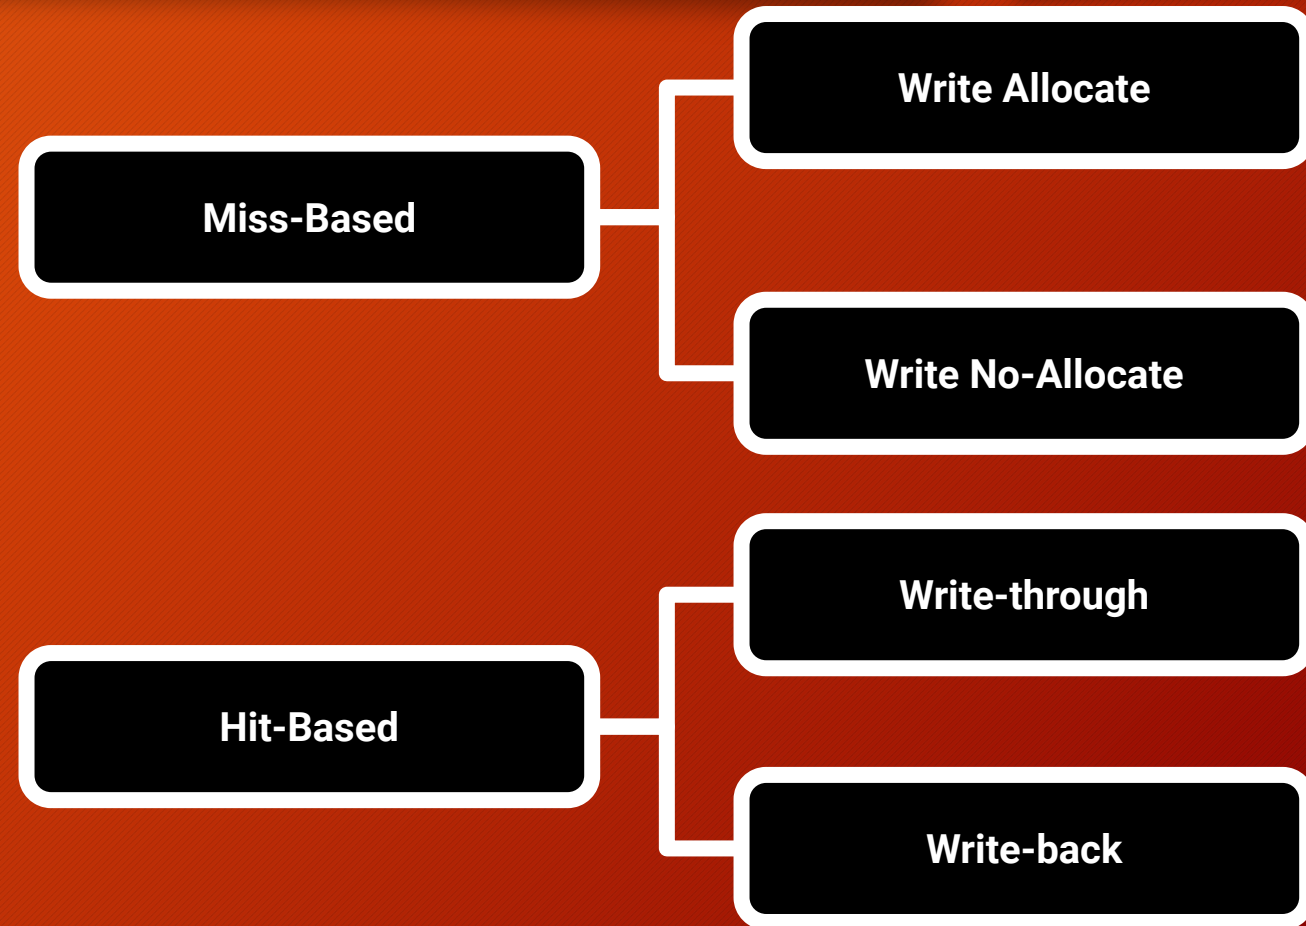 Write Allocate
Miss-Based
Write No-Allocate
Write-through
Hit-Based
Write-back